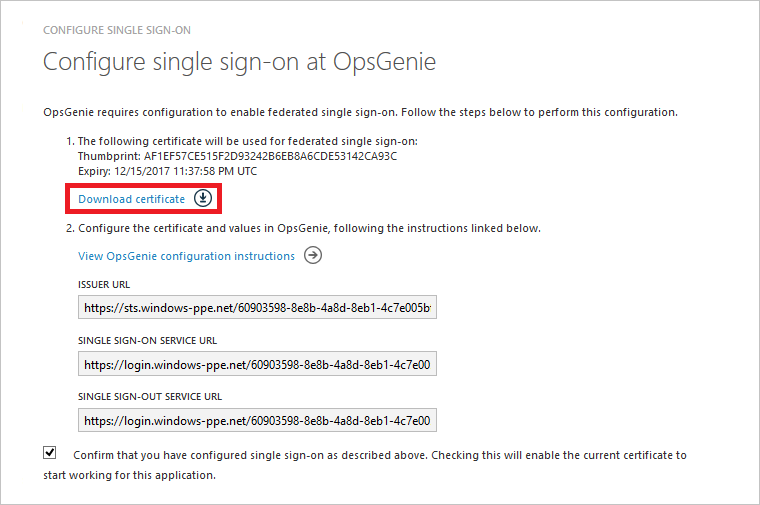 CONFIGURE SINGLE SIGN-ON
Configure single sign-on at OpsGenie
OpsGenie requires configuration to enable federated single sign-on. Follow the steps below to perform this configuration.
1. The following certificate will be used for federated single sign-on:
Thumbprint: AF1EF57CE515F2D93242B6EB8A6CDE53142CA93C
Expiry: 12/15/2017 11:37:58 PM UTC
Download certificate
2. Configure the certificate and values in OpsGenie, following the instructions linked below.
View OpsGenie configuration instructions
ISSUER URL
https://sts.windows-ppe.net/60903598-8e8b-4a8d-8eb1-4c7e005b
SINGLE SIGN-ON SERVICE URL
https://login.windows-ppe.net/60903598-8e8b-4a8d-8eb1-4c7e00
SINGLE SIGN-OUT SERVICE URL
https://login.windows-ppe.net/60903598-8e8b-4a8d-8eb1-4c7e00
Confirm that you have configured single sign-on as described above. Checking this will enable the current certificate to
start working for this application.